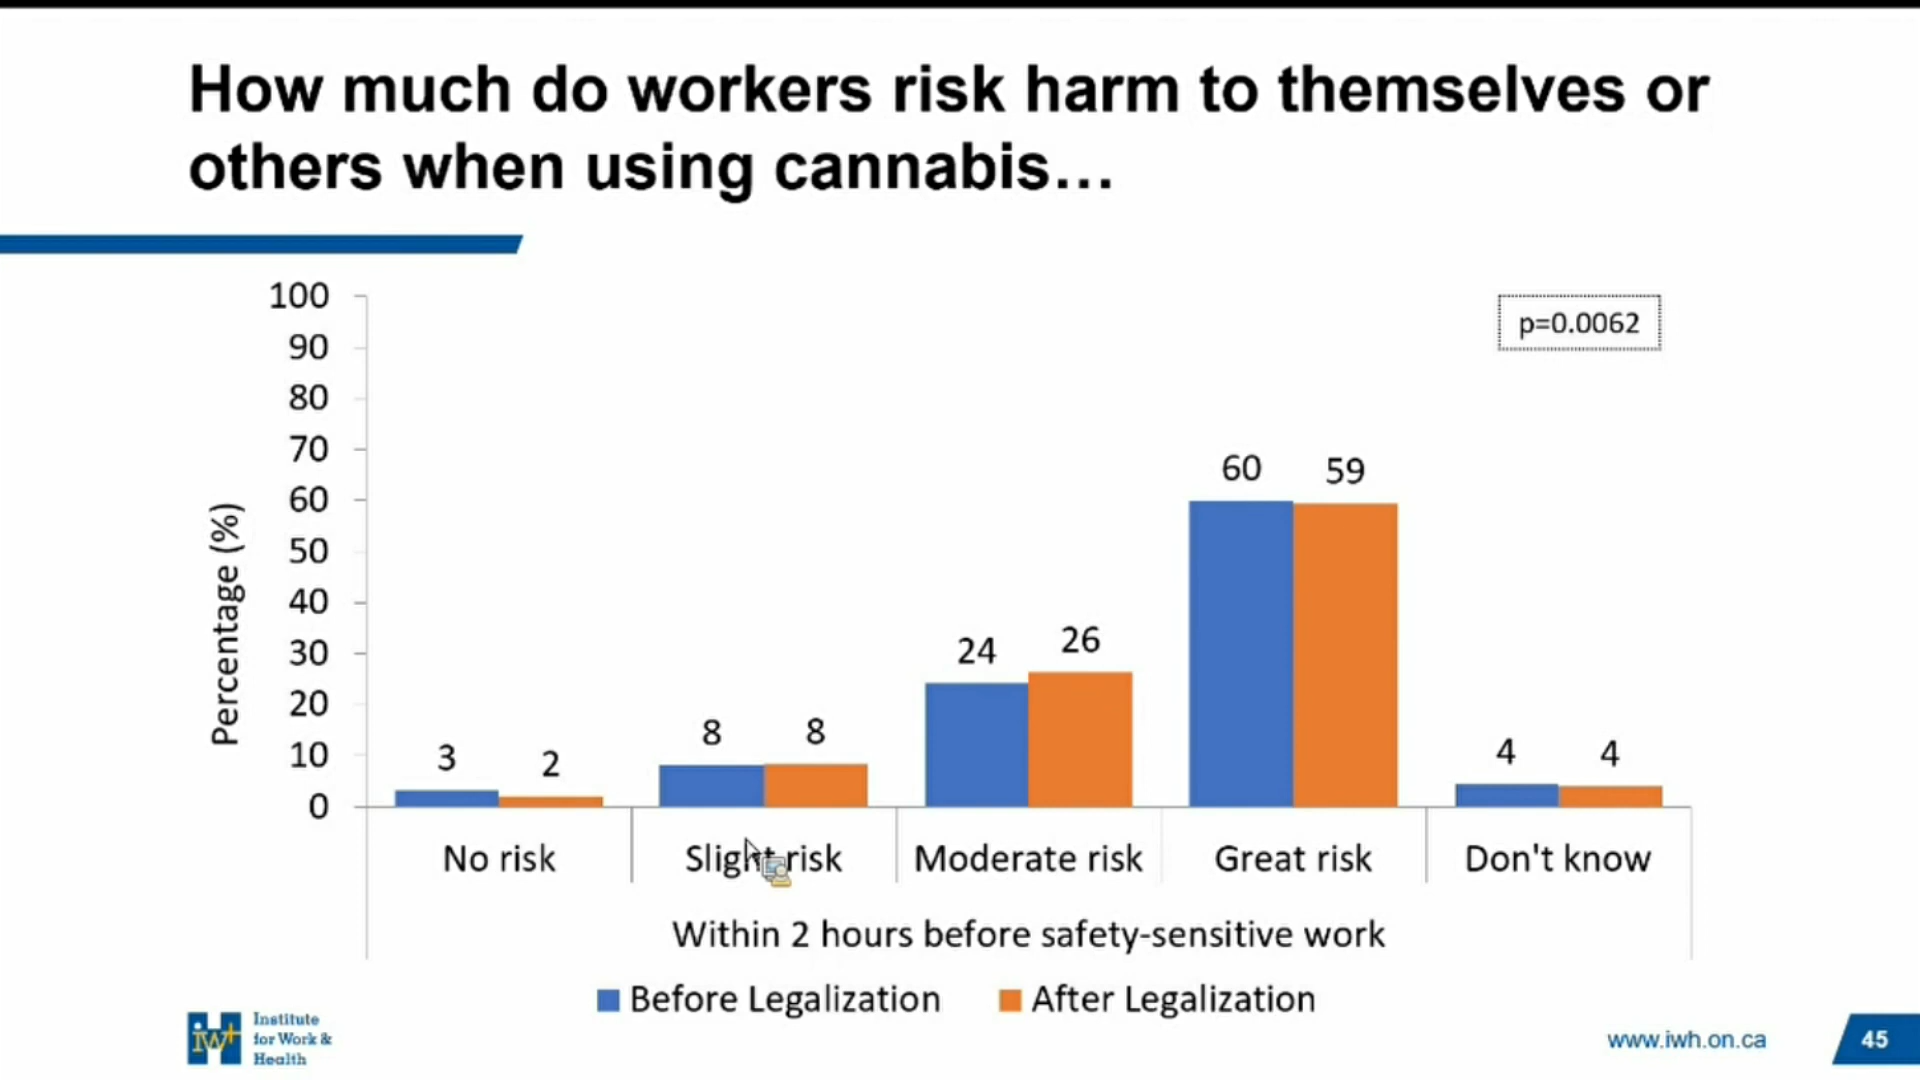 How much do workers risk harm to themselves or
others when using cannabis…
100
90
80
70
60
50
40
30
20
10
0
Percentage (%)
p=0.0062
3
2
8
8
24
26
60
59
4
4
No risk
Slight risk
Moderate risk
Great risk
Don't know
Within 2 hours before safety-sensitive work
Before Legalization
After Legalization
iw+
Institute
for Work &
Health
www.iwh.on.ca
45